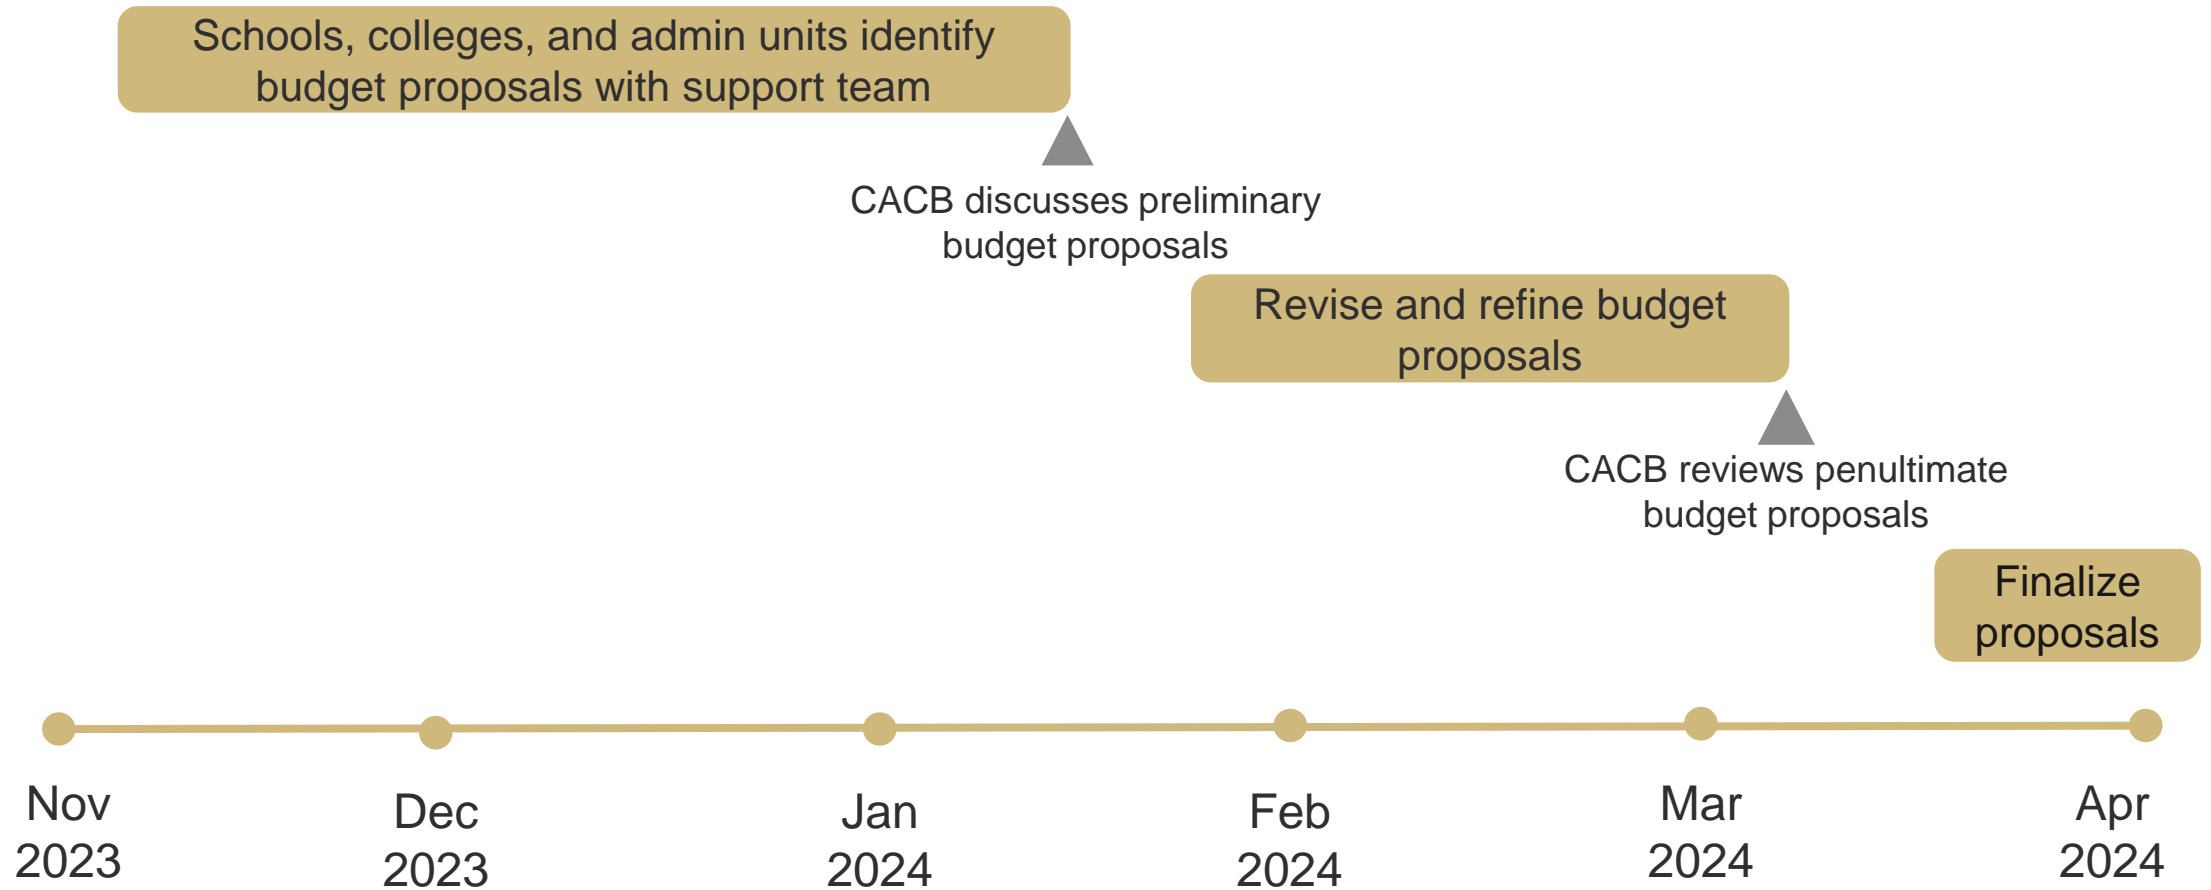 Schools, colleges, and admin units identify
budget proposals with support team
CACB discusses preliminary
budget proposals
Revise and refine budget
proposals
CACB reviews penultimate
budget proposals
Finalize
proposals
Nov
2023
Dec
2023
Jan
2024
Feb
2024
Mar
2024
Apr
2024